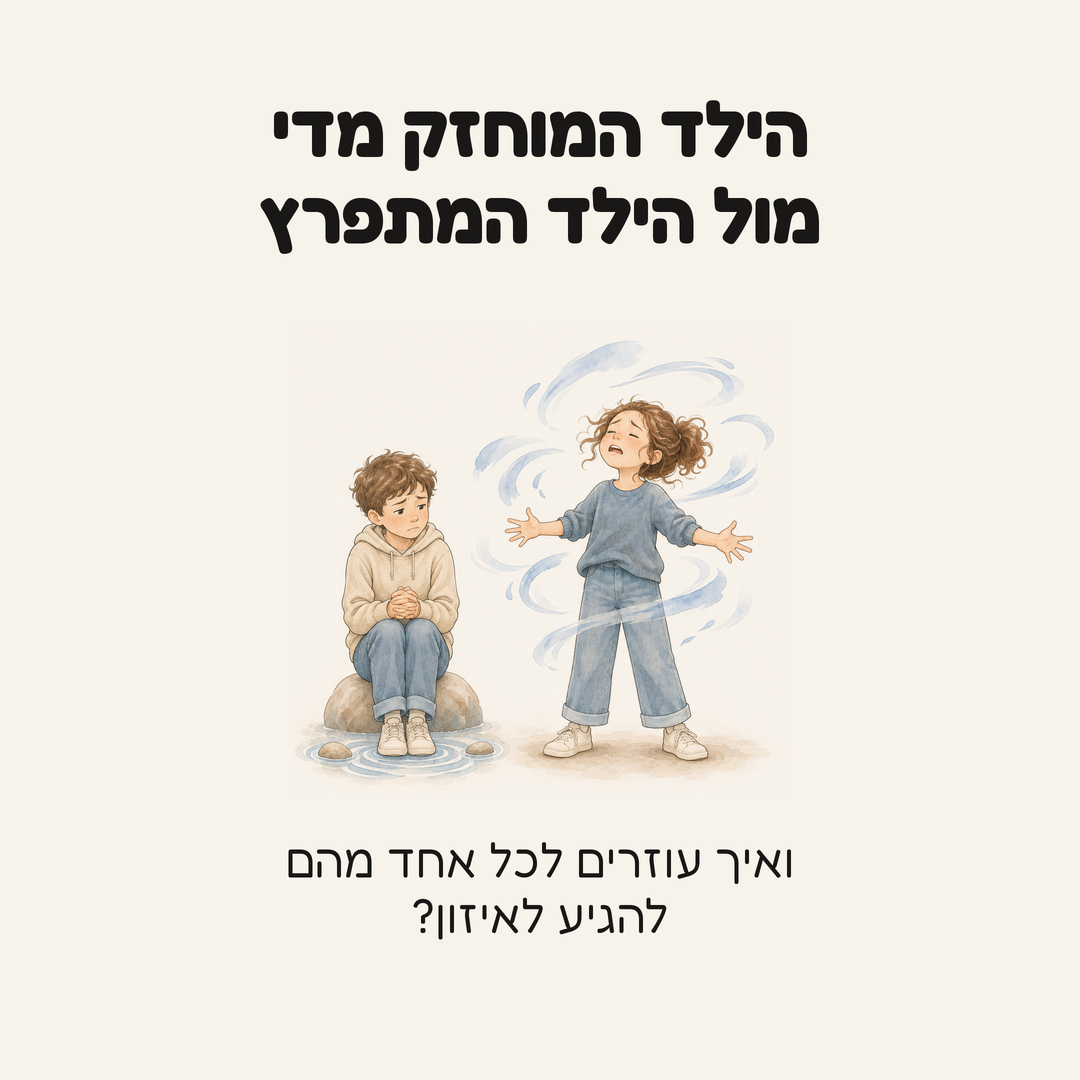 הילד המוחזק מדי
מול הילד המתפרץ
ואיך עוזרים לכל אחד מהם
להגיע לאיזון?